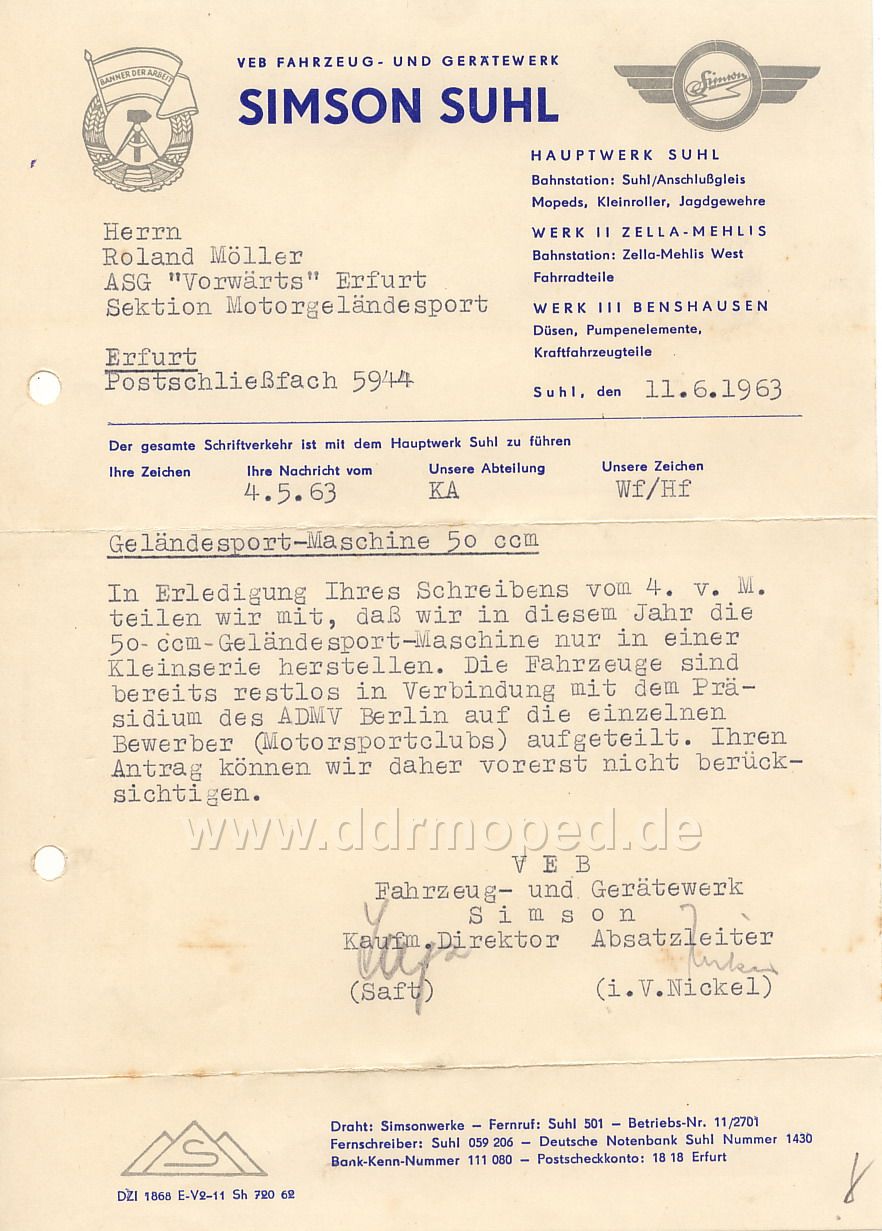 BANNER DER ARBEIT
VEB FAHRZEUG- UND GERÄTEWERK
SIMSON SUHL
Simson
HAUPTWERK SUHL
Bahnstation: Suhl/Anschlußgleis
Mopeds, Kleinroller, Jagdgewehre
WERK II ZELLA-MEHLIS
Bahnstation: Zella-Mehlis West
Fahrradteile
WERK III BENSHAUSEN
Düsen, Pumpenelemente,
Kraftfahrzeugteile
Herrn
Roland Möller
ASG "Vorwärts" Erfurt
Sektion Motorgeländesport
Erfurt
Postschließfach 5944
Suhl, den 11.6.1963
Der gesamte Schriftverkehr ist mit dem Hauptwerk Suhl zu führen
Ihre Zeichen Ihre Nachricht vom Unsere Abteilung Unsere Zeichen
4.5.63 KA Wf/Hf
Geländesport-Maschine 50 ccm
In Erledigung Ihres Schreibens vom 4. v. M.
teilen wir mit, daß wir in diesem Jahr die
50-ccm-Geländesport-Maschine nur in einer
Kleinserie herstellen. Die Fahrzeuge sind
bereits restlos in Verbindung mit dem Prä-
sidium des ADMV Berlin auf die einzelnen
Bewerber (Motorsportclubs) aufgeteilt. Ihren
Antrag können wir daher vorerst nicht berück-
sichtigen.
www.ddrmoped.de
V E B
Fahrzeug- und Gerätewerk
S i m s o n
Kaufm.Direktor Absatzleiter
(Saft) (i.V.Nickel)
Draht: Simsonwerke – Fernruf: Suhl 501 – Betriebs-Nr. 11/2701
Fernschreiber: Suhl 059 206 – Deutsche Notenbank Suhl Nummer 1430
Bank-Kenn-Nummer 111 080 – Postscheckkonto: 18 18 Erfurt
S
DZI 1868 E-V2-11 Sh 720 62